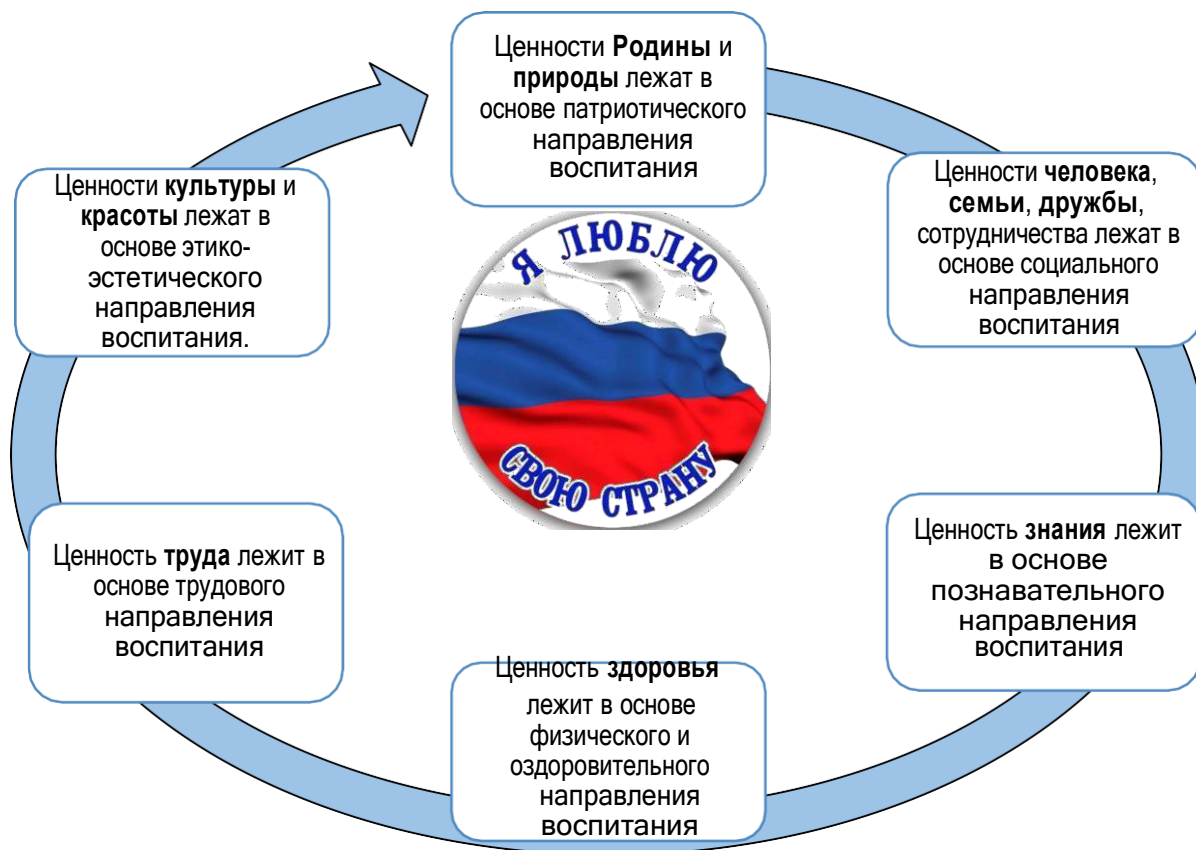 Ценности Родины и
природы лежат в
основе патриотического
направления
воспитания
Ценности человека,
семьи, дружбы,
сотрудничества лежат в
основе социального
направления
воспитания
Ценность знания лежит
в основе
познавательного
направления
воспитания
Ценность здоровья
лежит в основе
физического и
оздоровительного
направления
воспитания
Ценность труда лежит в
основе трудового
направления
воспитания
Ценности культуры и
красоты лежат в
основе этико-
эстетического
направления
воспитания.
Я ЛЮБЛЮ
СВОЮ СТРАНУ